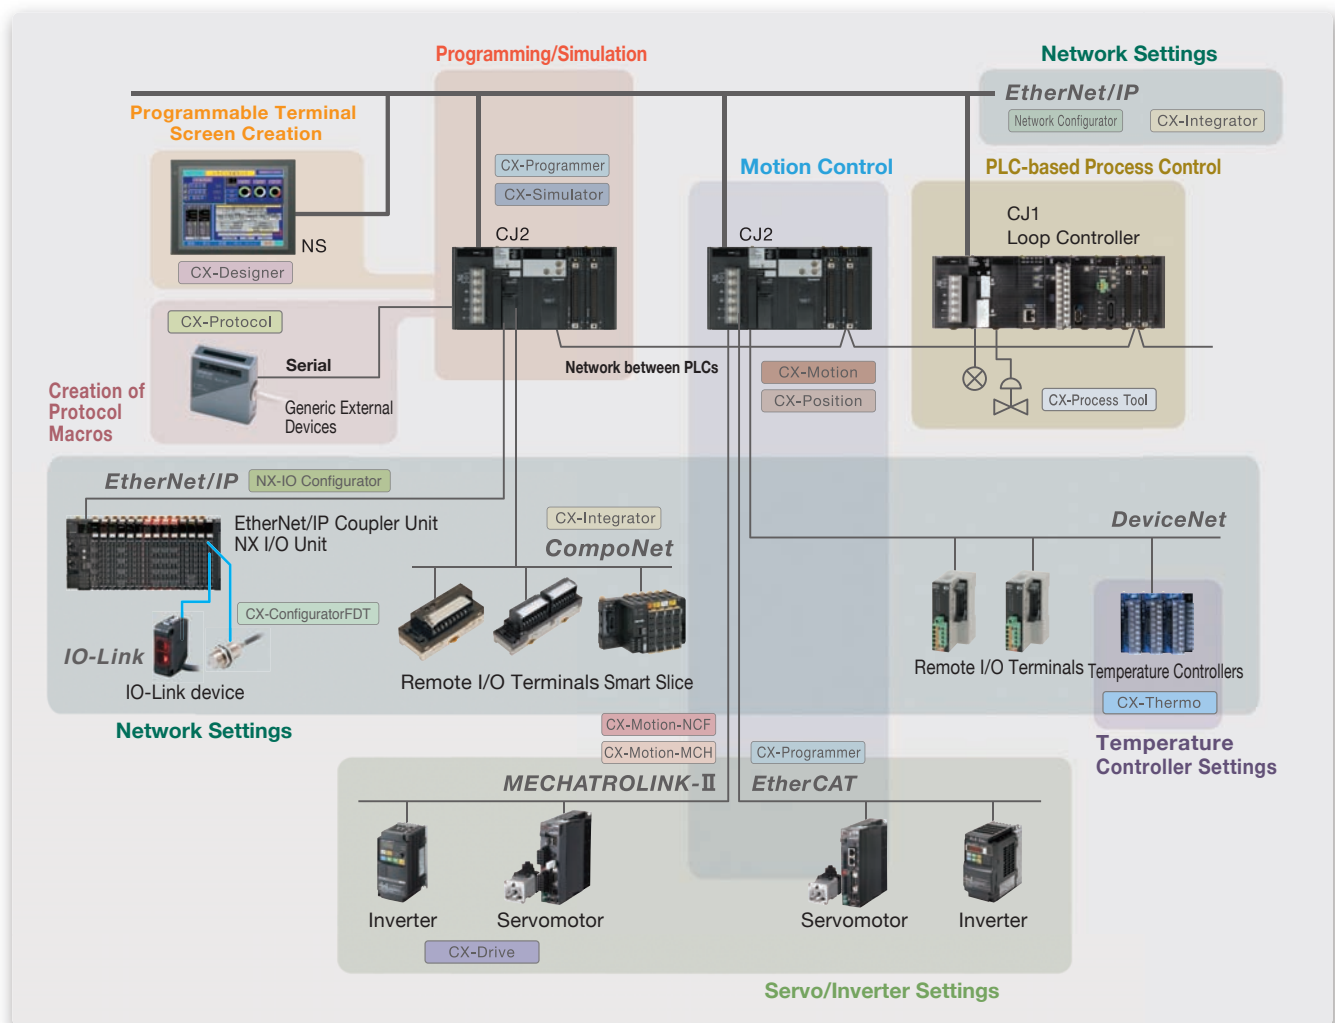 Programming/Simulation
Network Settings
EtherNet/IP
Network Configurator
CX-Integrator
Programmable Terminal
Screen Creation
CX-Programmer
CX-Simulator
Motion Control
PLC-based Process Control
NS
CX-Designer
CJ2
CJ2
CJ1
Loop Controller
CX-Protocol
Serial
Generic External
Devices
Creation of
Protocol
Macros
Network between PLCs
CX-Motion
CX-Position
CX-Process Tool
EtherNet/IP
NX-IO Configurator
EtherNet/IP Coupler Unit
NX I/O Unit
CX-Integrator
CompoNet
DeviceNet
CX-ConfiguratorFDT
IO-Link
IO-Link device
Remote I/O Terminals
Smart Slice
Remote I/O Terminals
Temperature Controllers
CX-Thermo
Network Settings
Temperature
Controller Settings
CX-Motion-NCF
CX-Motion-MCH
CX-Programmer
MECHATROLINK-II
EtherCAT
Inverter
Servomotor
Servomotor
Inverter
CX-Drive
Servo/Inverter Settings